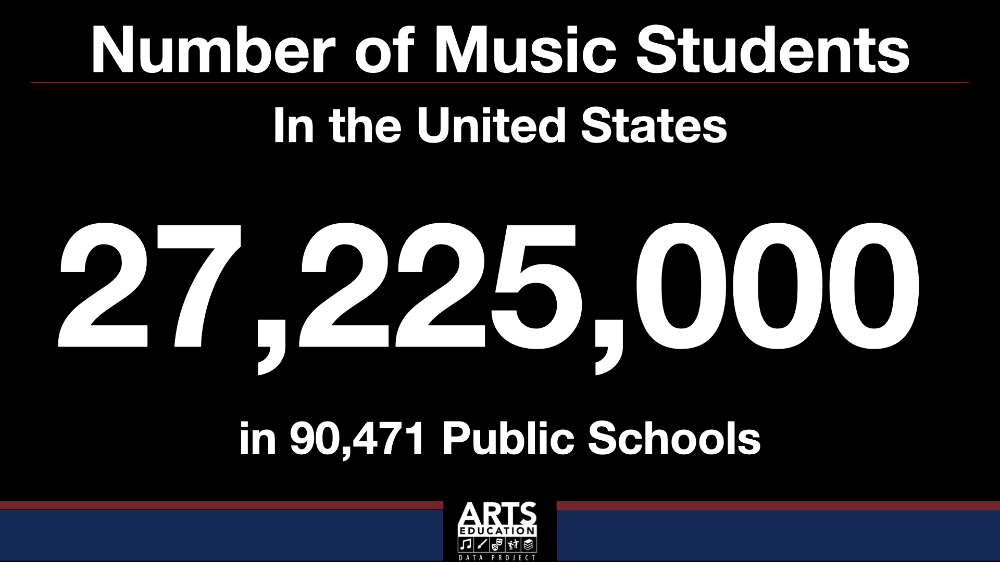 Number of Music Students
In the United States
27,225,000
in 90,471 Public Schools
ARTS
EDUCATION
DATA PROJECT